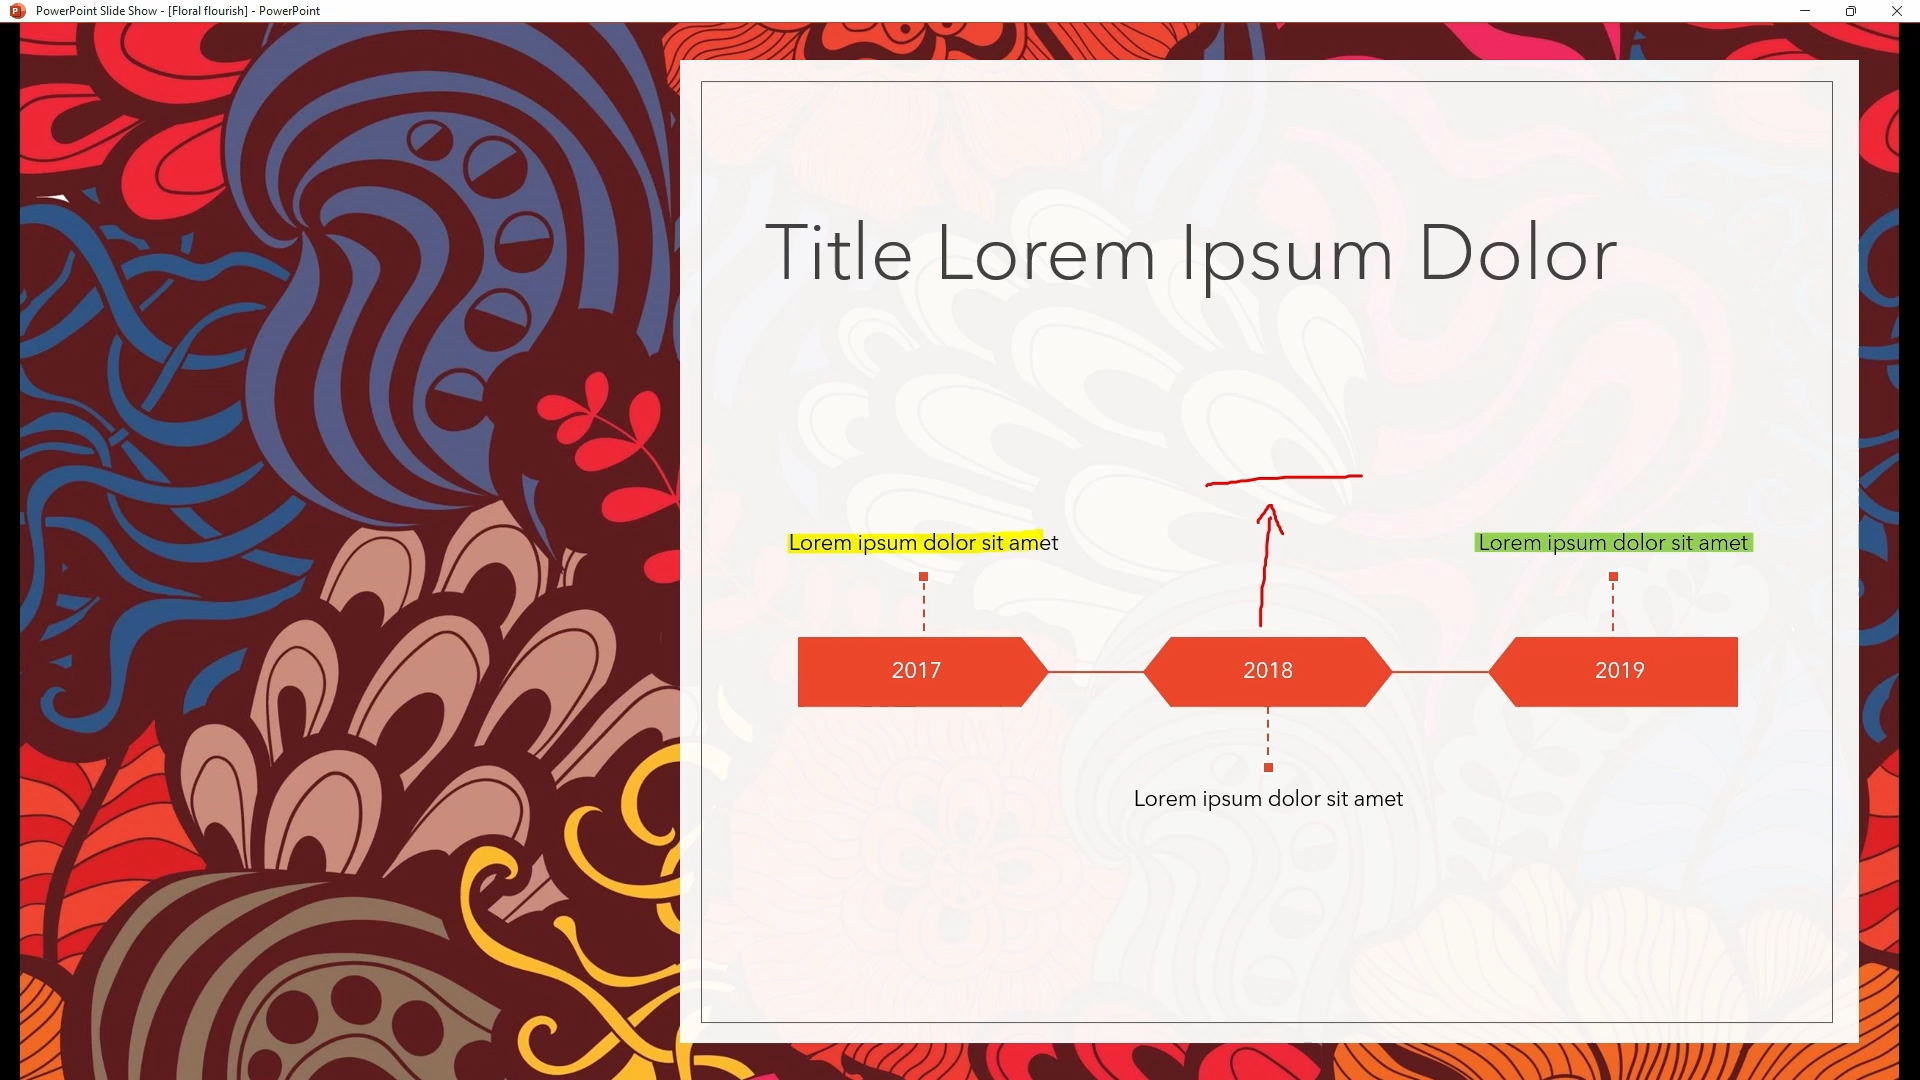 PowerPoint Slide Show - [Floral flourish] - PowerPoint
Title Lorem Ipsum Dolor
Lorem ipsum dolor sit amet
Lorem ipsum dolor sit amet
2017
2018
2019
Lorem ipsum dolor sit amet